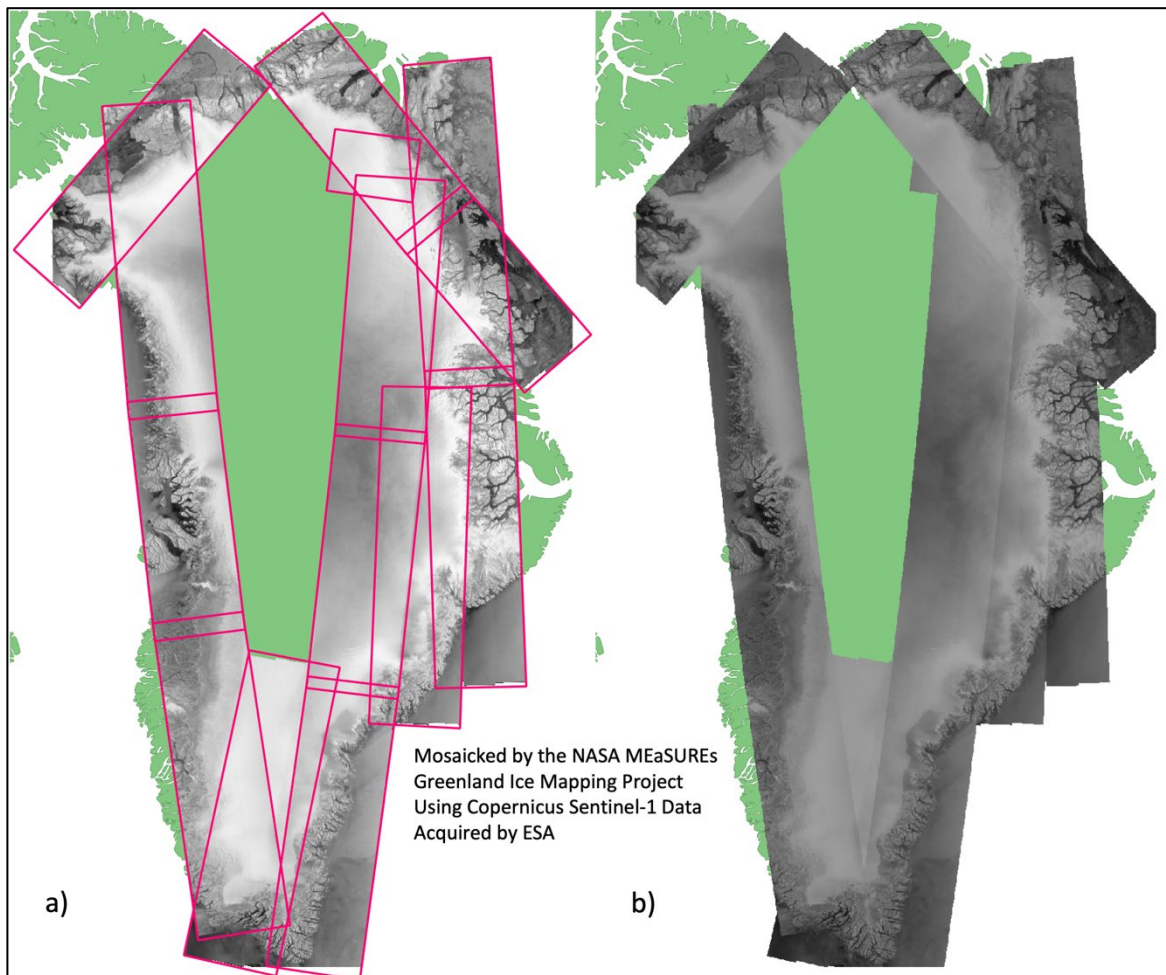 Mosaicked by the NASA MEaSUREs
Greenland Ice Mapping Project
Using Copernicus Sentinel-1 Data
Acquired by ESA
a)
b)